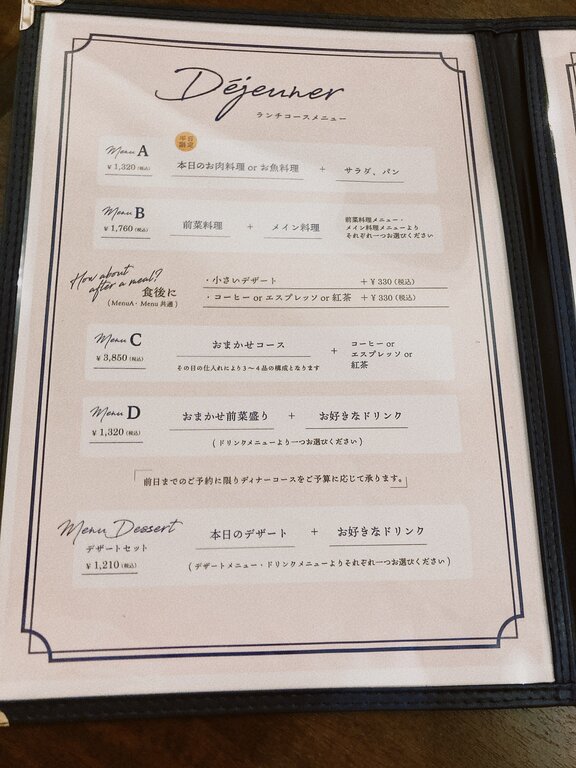 Déjeuner
ランチコースメニュー
Menu A
¥1,320(税込)
平日
限定
本日のお肉料理 or お魚料理 + サラダ、パン
Menu B
¥1,760(税込)
前菜料理 + メイン料理
前菜料理メニュー・
メイン料理メニューより
それぞれ一つお選びください
How about
after a meal?
食後に
(MenuA・Menu 共通)
・小さいデザート +¥330(税込)
・コーヒー or エスプレッソ or 紅茶 +¥330(税込)
Menu C
¥3,850(税込)
おまかせコース +
その日の仕入れにより3〜4品の構成となります
コーヒー or
エスプレッソ or
紅茶
Menu D
¥1,320(税込)
おまかせ前菜盛り + お好きなドリンク
(ドリンクメニューより一つお選びください)
「前日までのご予約に限りディナーコースをご予算に応じて承ります。」
Menu Dessert
デザートセット
¥1,210(税込)
本日のデザート + お好きなドリンク
(デザートメニュー・ドリンクメニューよりそれぞれ一つお選びください)